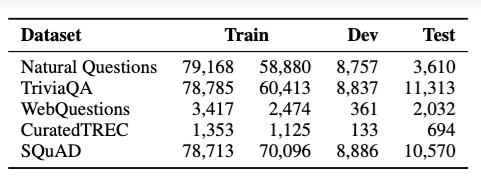 Dataset Train Dev Test
Natural Questions 79,168 58,880 8,757 3,610
TriviaQA 78,785 60,413 8,837 11,313
WebQuestions 3,417 2,474 361 2,032
CuratedTREC 1,353 1,125 133 694
SQuAD 78,713 70,096 8,886 10,570